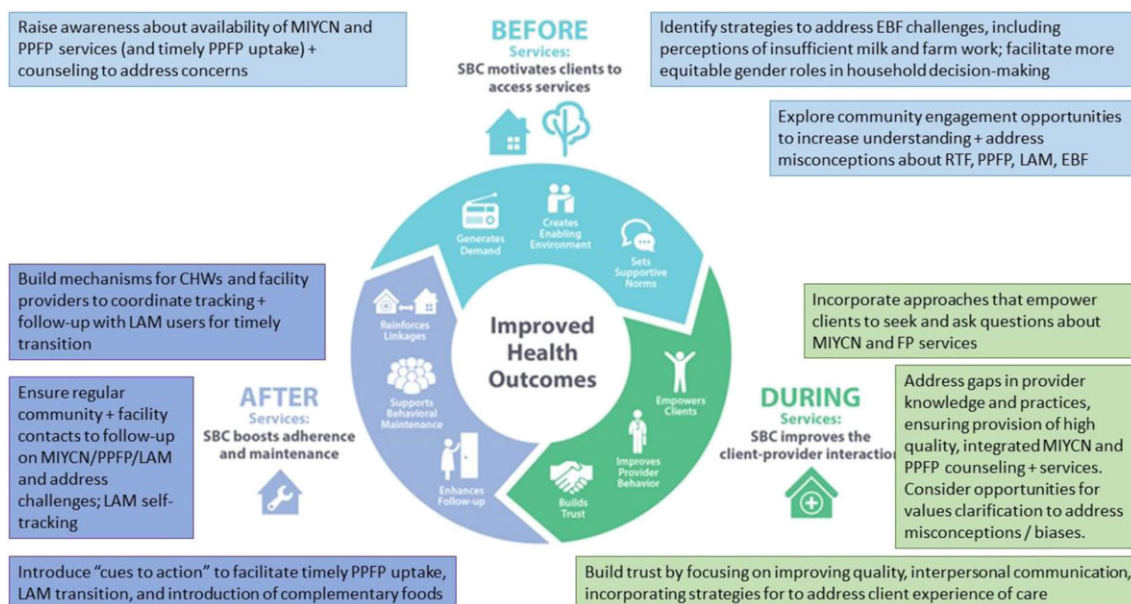 Raise awareness about availability of MIYCN and
PPFP services (and timely PPFP uptake) +
counseling to address concerns
BEFORE
Services:
SBC motivates clients to
access services
Identify strategies to address EBF challenges, including
perceptions of insufficient milk and farm work; facilitate more
equitable gender roles in household decision-making
Explore community engagement opportunities
to increase understanding + address
misconceptions about RTF, PPFP, LAM, EBF
Generates
Demand
Creates
Enabling
Environment
Sets
Supportive
Norms
Build mechanisms for CHWs and facility
providers to coordinate tracking +
follow-up with LAM users for timely
transition
Reinforces
Linkages
Improved
Health
Outcomes
Incorporate approaches that empower
clients to seek and ask questions about
MIYCN and FP services
Ensure regular
community + facility
contacts to follow-up
on MIYCN/PPFP/LAM
and address
challenges; LAM self-
tracking
AFTER
Services:
SBC boosts adherence
and maintenance
Supports
Behavioral
Maintenance
Enhances
Follow-up
Empowers
Clients
Improves
Provider
Behavior
Builds
Trust
DURING
Services:
SBC improves the
client-provider interaction
Address gaps in provider
knowledge and practices,
ensuring provision of high
quality, integrated MIYCN and
PPFP counseling + services.
Consider opportunities for
values clarification to address
misconceptions / biases.
Introduce “cues to action” to facilitate timely PPFP uptake,
LAM transition, and introduction of complementary foods
Build trust by focusing on improving quality, interpersonal communication,
incorporating strategies for to address client experience of care